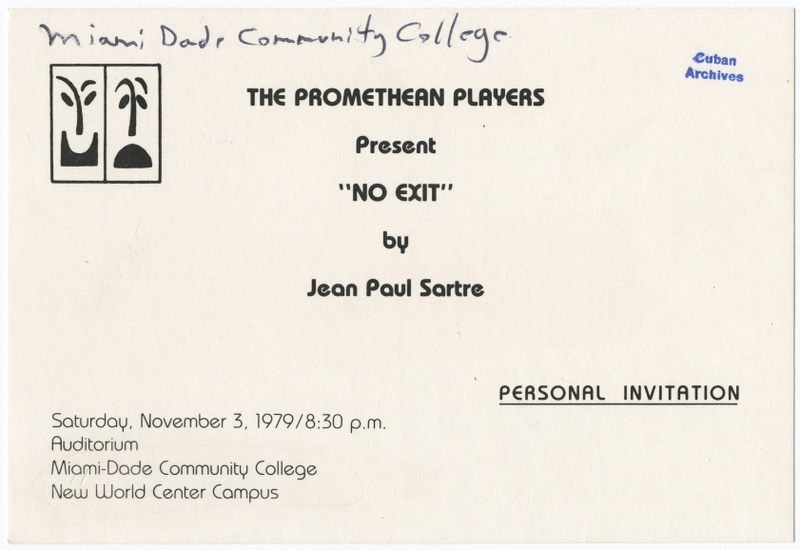 Miami Dade Community College
Cuban
Archives
THE PROMETHEAN PLAYERS
Present
"NO EXIT"
by
Jean Paul Sartre
PERSONAL INVITATION
Saturday, November 3, 1979/8:30 p.m.
Auditorium
Miami-Dade Community College
New World Center Campus